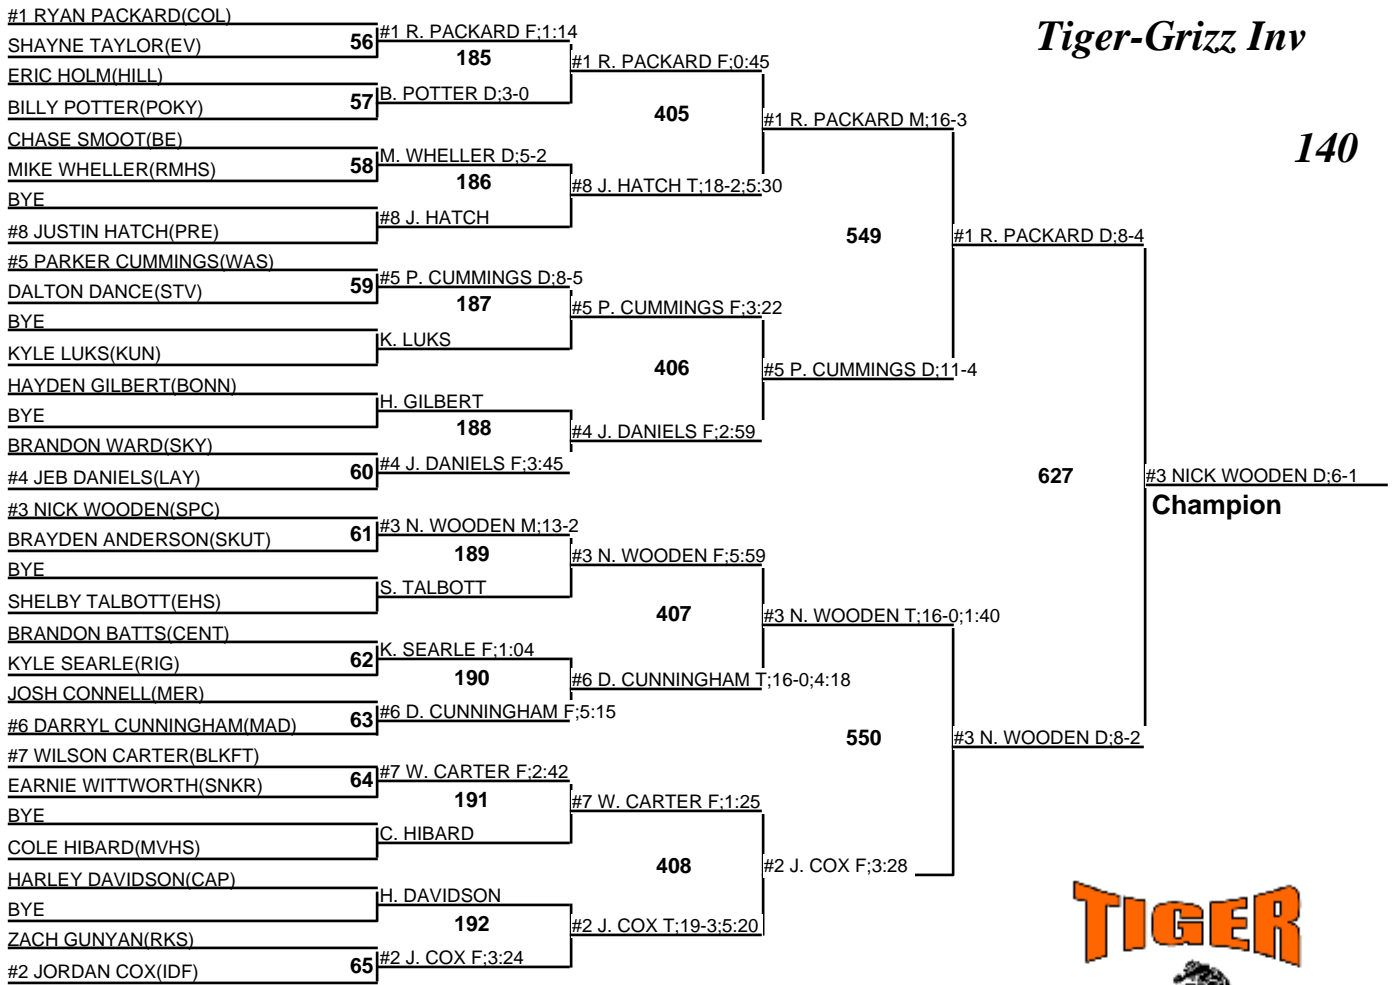 Tiger-Grizz Inv
140
#1 RYAN PACKARD(COL)
SHAYNE TAYLOR(EV)
ERIC HOLM(HILL)
BILLY POTTER(POKY)
CHASE SMOOT(BE)
MIKE WHELLER(RMHS)
BYE
#8 JUSTIN HATCH(PRE)
#5 PARKER CUMMINGS(WAS)
DALTON DANCE(STV)
BYE
KYLE LUKS(KUN)
HAYDEN GILBERT(BONN)
BYE
BRANDON WARD(SKY)
#4 JEB DANIELS(LAY)
#3 NICK WOODEN(SPC)
BRAYDEN ANDERSON(SKUT)
BYE
SHELBY TALBOTT(EHS)
BRANDON BATTS(CENT)
KYLE SEARLE(RIG)
JOSH CONNELL(MER)
#6 DARRYL CUNNINGHAM(MAD)
#7 WILSON CARTER(BLKFT)
EARNIE WITTWORTH(SNKR)
BYE
COLE HIBARD(MVHS)
HARLEY DAVIDSON(CAP)
BYE
ZACH GUNYAN(RKS)
#2 JORDAN COX(IDF)
56
57
58
59
60
61
62
63
64
65
#1 R. PACKARD F;1:14
185
B. POTTER D;3-0
M. WHELLER D;5-2
186
#8 J. HATCH
#5 P. CUMMINGS D;8-5
187
K. LUKS
H. GILBERT
188
#4 J. DANIELS F;3:45
#3 N. WOODEN M;13-2
189
S. TALBOTT
K. SEARLE F;1:04
190
#6 D. CUNNINGHAM F;5:15
#7 W. CARTER F;2:42
191
C. HIBARD
H. DAVIDSON
192
#2 J. COX F;3:24
#1 R. PACKARD F;0:45
405
#8 J. HATCH T;18-2;5:30
#5 P. CUMMINGS F;3:22
406
#4 J. DANIELS F;2:59
#3 N. WOODEN F;5:59
407
#6 D. CUNNINGHAM T;16-0;4:18
#7 W. CARTER F;1:25
408
#2 J. COX T;19-3;5:20
#1 R. PACKARD M;16-3
549
#5 P. CUMMINGS D;11-4
#3 N. WOODEN T;16-0;1:40
550
#2 J. COX F;3:28
#1 R. PACKARD D;8-4
627
#3 N. WOODEN D;8-2
#3 NICK WOODEN D;6-1
Champion
TIGER